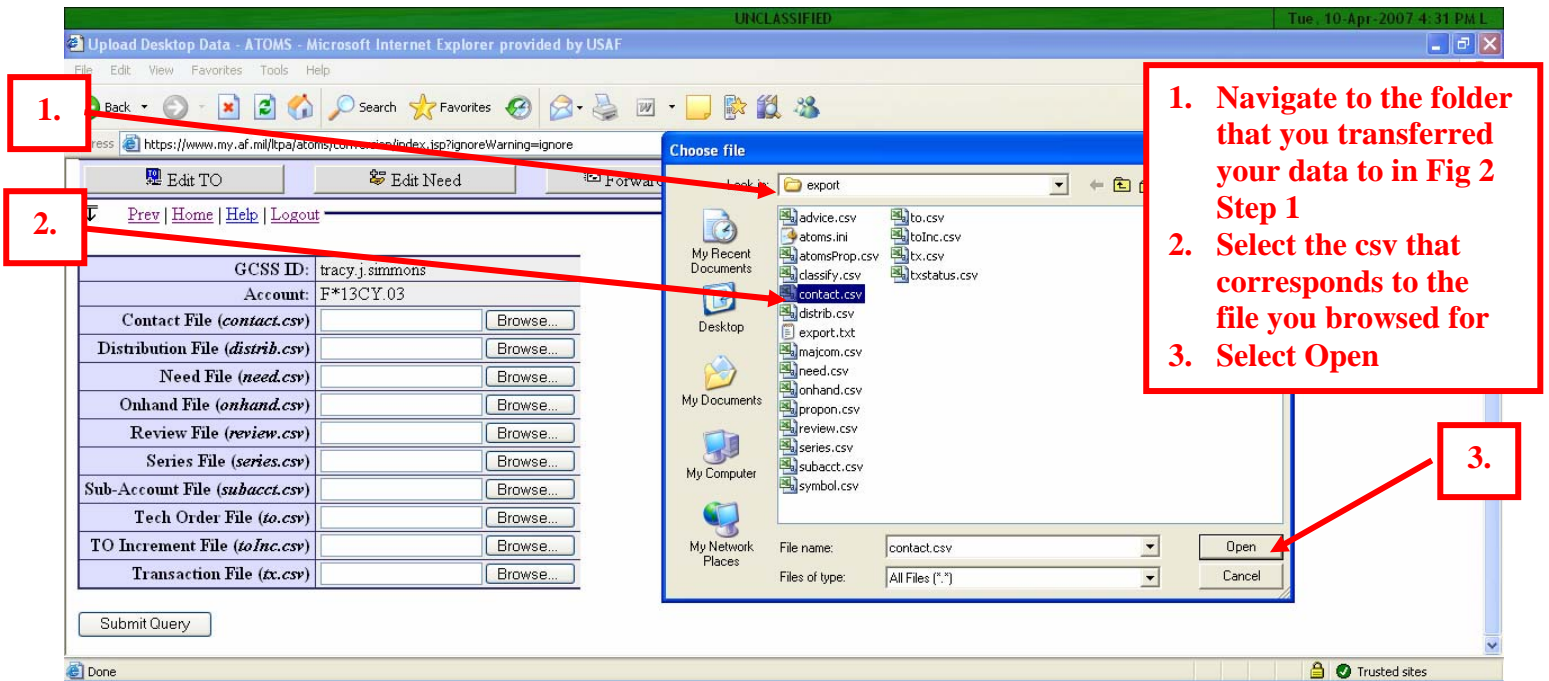 UNCLASSIFIED
Tue, 10-Apr-2007 4:31 PM L
Upload Desktop Data - ATOMS - Microsoft Internet Explorer provided by USAF
File Edit View Favorites Tools Help
Back Search Favorites
https://www.my.af.mil/ltpa/atoms/conversion/index.jsp?ignoreWarning=ignore
Edit TO Edit Need Forward
Prev | Home | Help | Logout
GCSS ID: tracy.j.simmons
Account: F*13CY.03
Contact File (contact.csv) Browse...
Distribution File (distrib.csv) Browse...
Need File (need.csv) Browse...
Onhand File (onhand.csv) Browse...
Review File (review.csv) Browse...
Series File (series.csv) Browse...
Sub-Account File (subacct.csv) Browse...
Tech Order File (to.csv) Browse...
TO Increment File (toInc.csv) Browse...
Transaction File (tx.csv) Browse...
Submit Query
Done
Trusted sites
Choose file
Look in: export
My Recent
Documents
Desktop
My Documents
My Computer
My Network
Places
advice.csv
atoms.ini
atomsProp.csv
classify.csv
contact.csv
distrib.csv
export.txt
majcom.csv
need.csv
onhand.csv
propon.csv
review.csv
series.csv
subacct.csv
symbol.csv
to.csv
toInc.csv
tx.csv
txstatus.csv
File name: contact.csv Open
Files of type: All Files (*.*) Cancel
1.
2.
3.
1. Navigate to the folder
that you transferred
your data to in Fig 2
Step 1
2. Select the csv that
corresponds to the
file you browsed for
3. Select Open